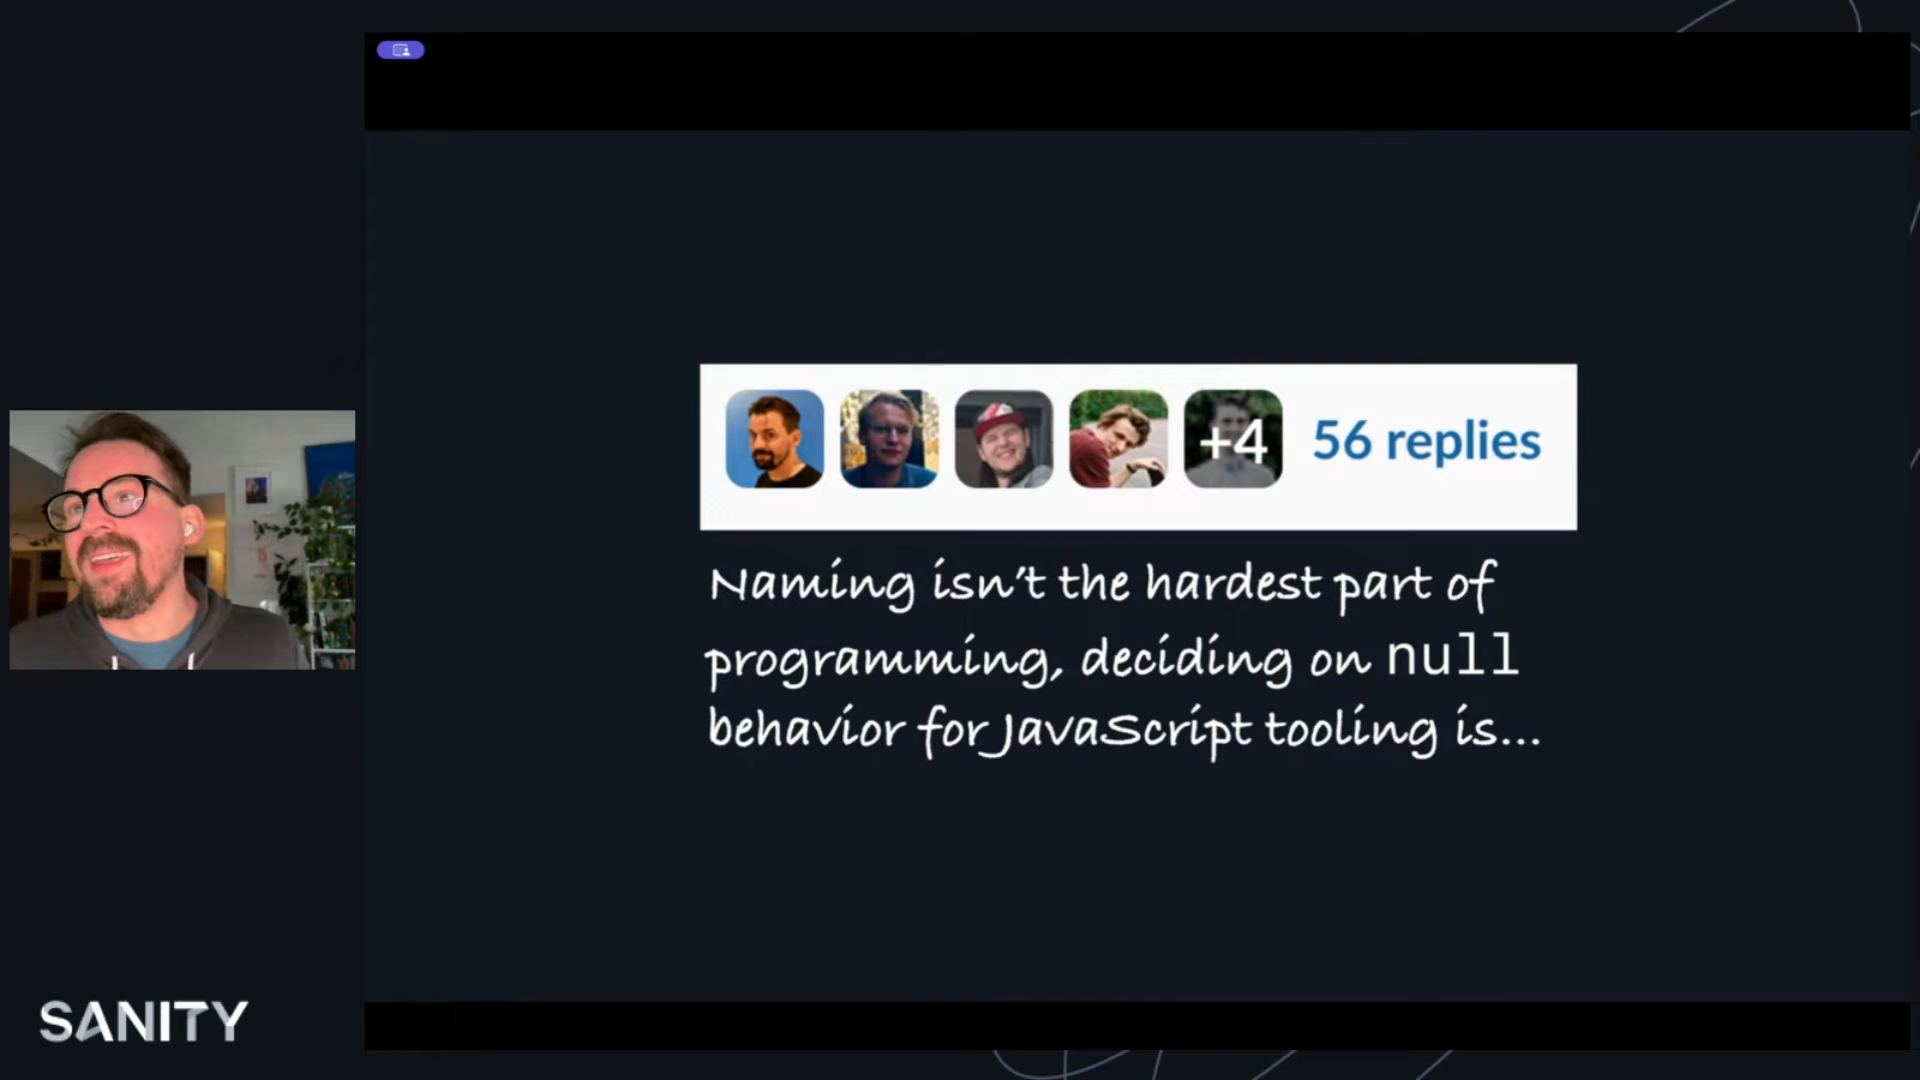 +4 56 replies
Naming isn't the hardest part of
programming, deciding on null
behavior for JavaScript tooling is...
SANITY